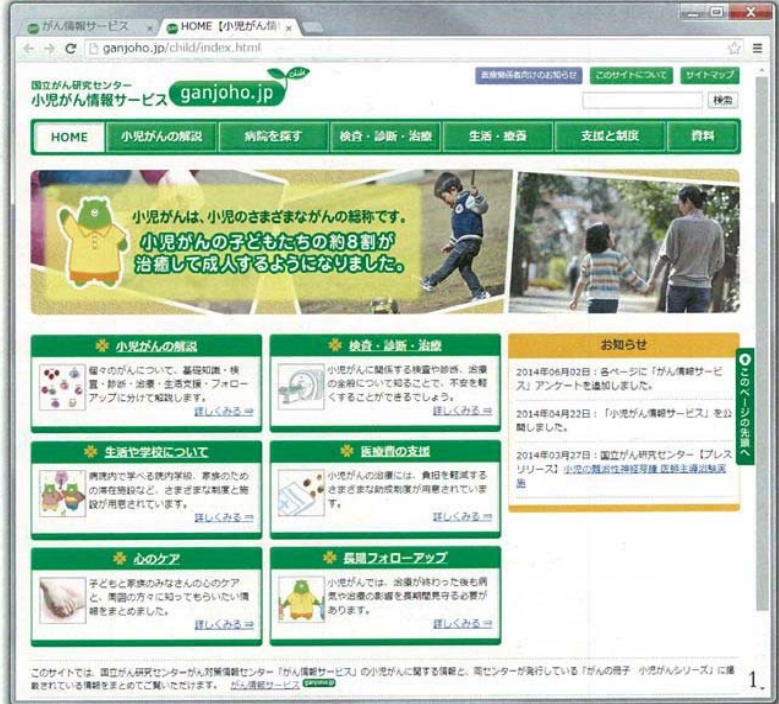 がん情報サービス
HOME【小児がん情
ganjoho.jp/child/index.html
国立がん研究センター
小児がん情報サービス
ganjoho.jp
child
医療関係者向けのお知らせ
このサイトについて
サイトマップ
検索
HOME
小児がんの解説
病院を探す
検査・診断・治療
生活・療養
支援と制度
資料
小児がんは、小児のさまざまながんの総称です。
小児がんの子どもたちの約8割が
治癒して成人するようになりました。
小児がんの解説
個々のがんについて、基礎知識・検
査・診断・治療・生活支援・フォロー
アップに分けて解説します。
詳しくみる⇒
検査・診断・治療
小児がんに関係する検査や診断、治療
の全般について知ることで、不安を軽
くすることができるでしょう。
詳しくみる⇒
生活や学校について
病院内で学べる院内学級、家族のため
の滞在施設など、さまざまな制度と施
設が用意されています。
詳しくみる⇒
医療費の支援
小児がんの治療には、負担を軽減する
さまざまな助成制度が用意されていま
す。
詳しくみる⇒
心のケア
子どもと家族のみなさんの心のケア
と、周囲の方々に知ってもらいたい情
報をまとめました。
詳しくみる⇒
長期フォローアップ
小児がんでは、治療が終わった後も病
気や治療の影響を長期間見守る必要が
あります。
詳しくみる⇒
お知らせ
2014年06月02日：各ページに「がん情報サービ
ス」アンケートを追加しました。
2014年04月22日：「小児がん情報サービス」を公
開しました。
2014年03月27日：国立がん研究センター【プレス
リリース】小児の難治性神経芽腫 医師主導治験実
施
このページの先頭へ
このサイトでは、国立がん研究センターがん対策情報センター「がん情報サービス」の小児がんに関する情報と、同センターが発行している「がんの冊子 小児がんシリーズ」に掲
載されている情報をまとめてご覧いただけます。 がん情報サービス ganjoho.jp
1